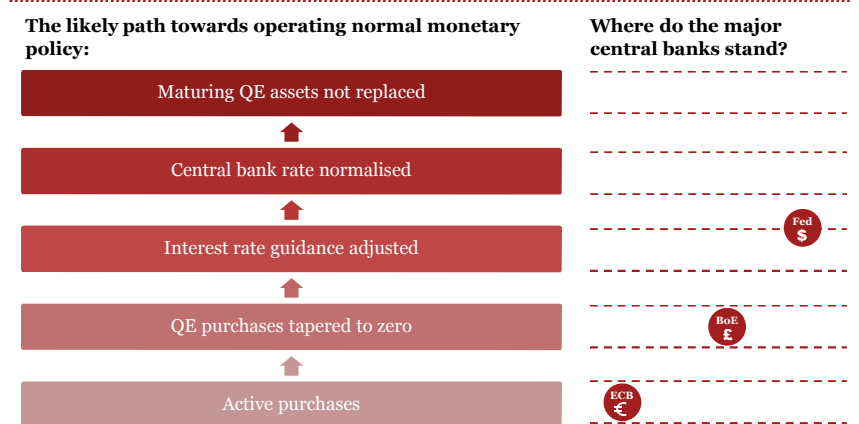 The likely path towards operating normal monetary
policy:
Where do the major
central banks stand?
Maturing QE assets not replaced
Central bank rate normalised
Fed
$
Interest rate guidance adjusted
QE purchases tapered to zero
BoE
£
Active purchases
ECB
€